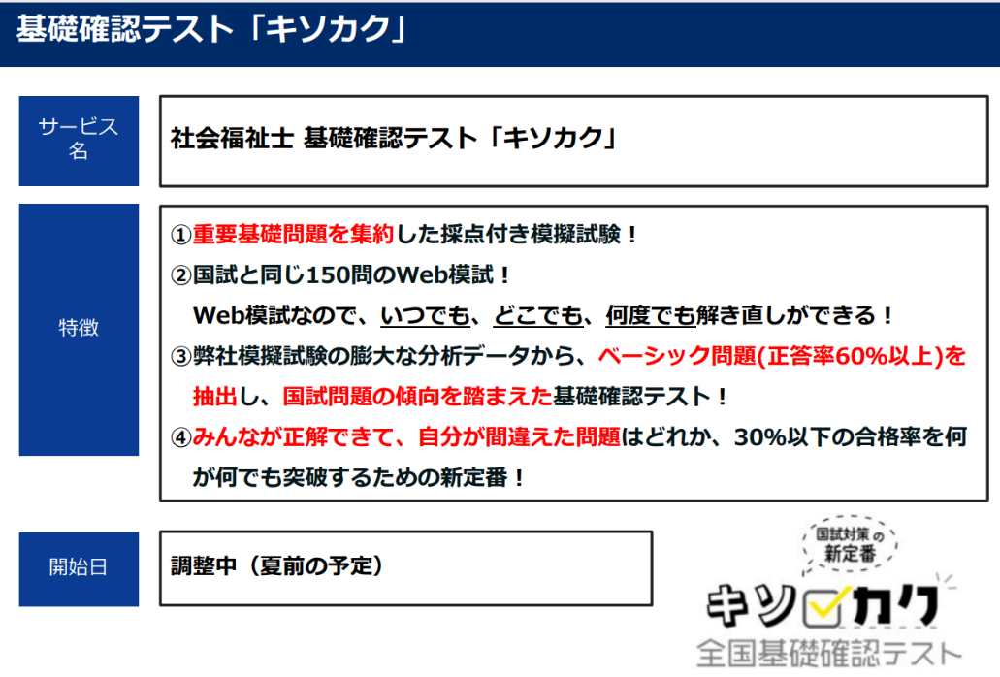 基礎確認テスト「キソカク」
サービス
名
社会福祉士 基礎確認テスト「キソカク」
特徴
①重要基礎問題を集約した採点付き模擬試験！
②国試と同じ150問のWeb模試！
Web模試なので、いつでも、どこでも、何度でも解き直しができる！
③弊社模擬試験の膨大な分析データから、ベーシック問題(正答率60%以上)を
抽出し、国試問題の傾向を踏まえた基礎確認テスト！
④みんなが正解できて、自分が間違えた問題はどれか、30%以下の合格率を何
が何でも突破するための新定番！
開始日
調整中（夏前の予定）
国試対策の
新定番
キソカク
全国基礎確認テスト